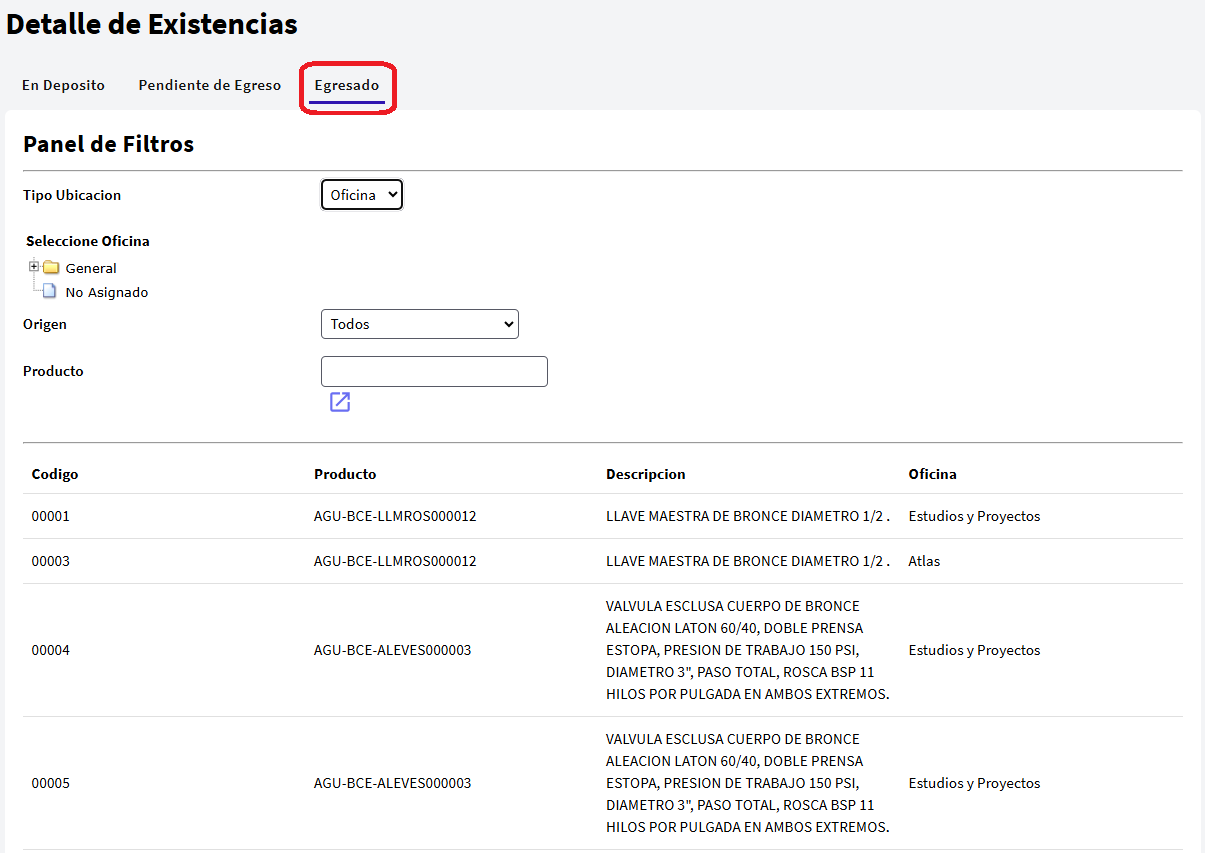 Detalle de Existencias
En Deposito Pendiente de Egreso Egresado
Panel de Filtros
Tipo Ubicacion Oficina
Seleccione Oficina
General
No Asignado
Origen Todos
Producto
Codigo Producto Descripcion Oficina
00001 AGU-BCE-LLMROS000012 LLAVE MAESTRA DE BRONCE DIAMETRO 1/2 . Estudios y Proyectos
00003 AGU-BCE-LLMROS000012 LLAVE MAESTRA DE BRONCE DIAMETRO 1/2 . Atlas
VALVULA ESCLUSA CUERPO DE BRONCE
ALEACION LATON 60/40, DOBLE PRENSA
00004 AGU-BCE-ALEVES000003 ESTOPA, PRESION DE TRABAJO 150 PSI, Estudios y Proyectos
DIAMETRO 3", PASO TOTAL, ROSCA BSP 11
HILOS POR PULGADA EN AMBOS EXTREMOS.
VALVULA ESCLUSA CUERPO DE BRONCE
ALEACION LATON 60/40, DOBLE PRENSA
00005 AGU-BCE-ALEVES000003 ESTOPA, PRESION DE TRABAJO 150 PSI, Estudios y Proyectos
DIAMETRO 3", PASO TOTAL, ROSCA BSP 11
HILOS POR PULGADA EN AMBOS EXTREMOS.